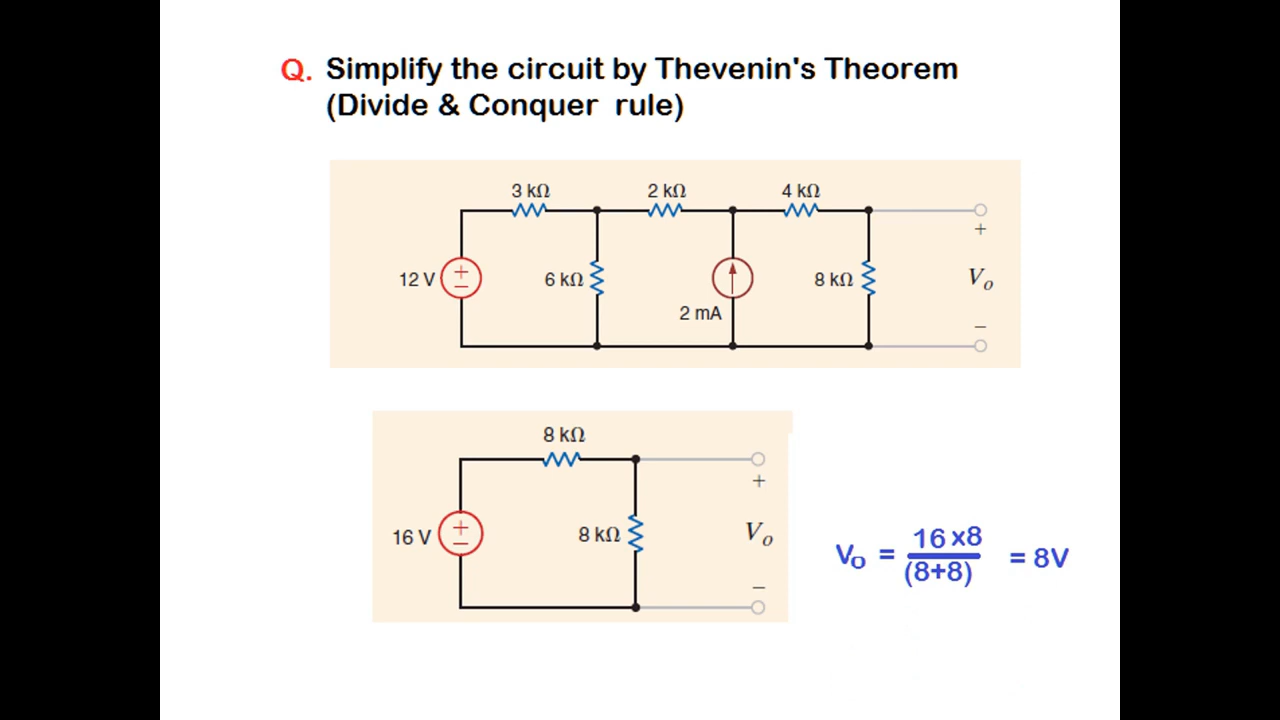 Q. Simplify the circuit by Thevenin's Theorem
(Divide & Conquer rule)
3 kΩ 2 kΩ 4 kΩ
+
12 V + − 6 kΩ 8 kΩ Vo
2 mA
−
8 kΩ
+
16 V + − 8 kΩ Vo
−
Vo = 16 x8 / (8+8) = 8V